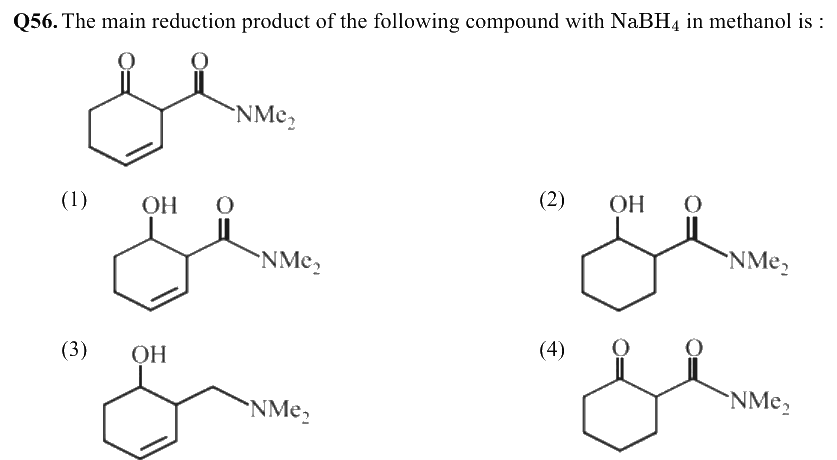 Q56. The main reduction product of the following compound with NaBH₄ in methanol is :
O O
NMe₂
(1) OH O
NMe₂
(2) OH O
NMe₂
(3) OH
NMe₂
(4) O O
NMe₂